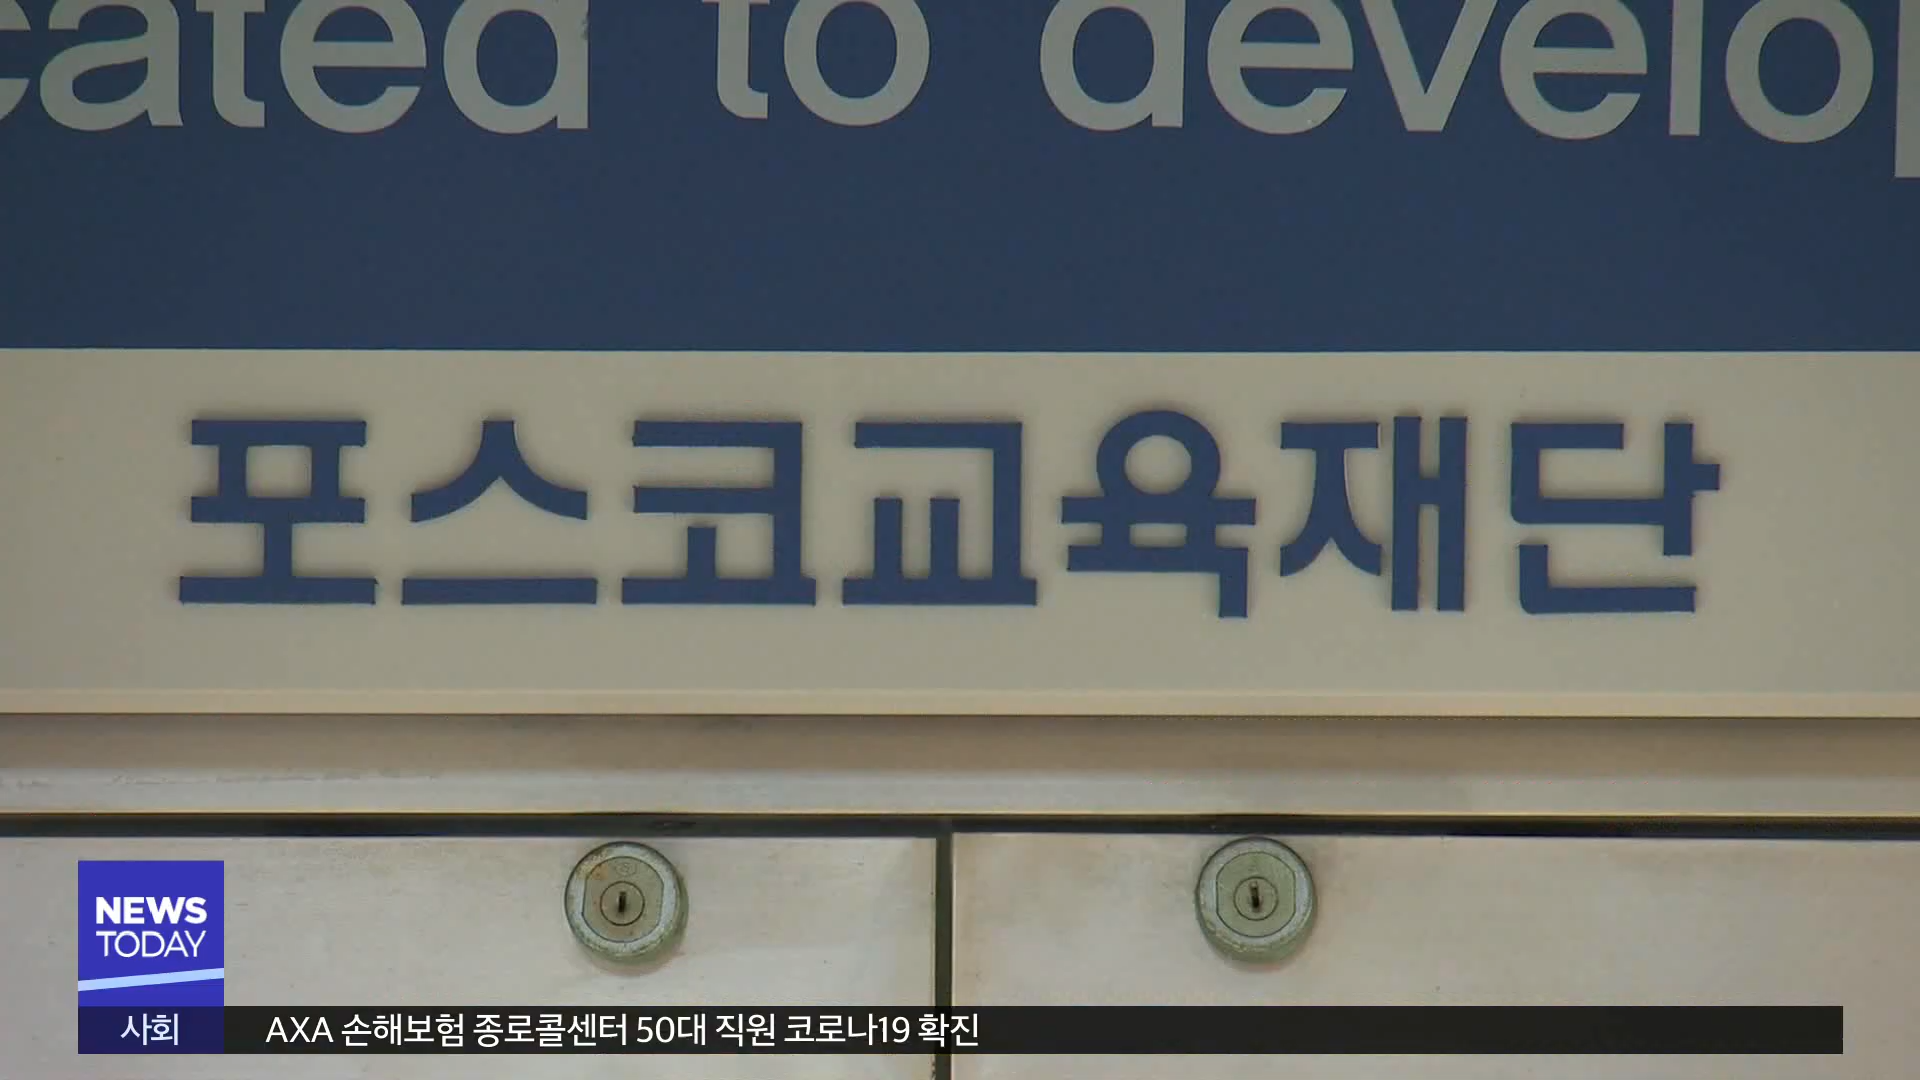 cated to develop
포스코교육재단
NEWS
TODAY
사회
AXA 손해보험 종로콜센터 50대 직원 코로나19 확진